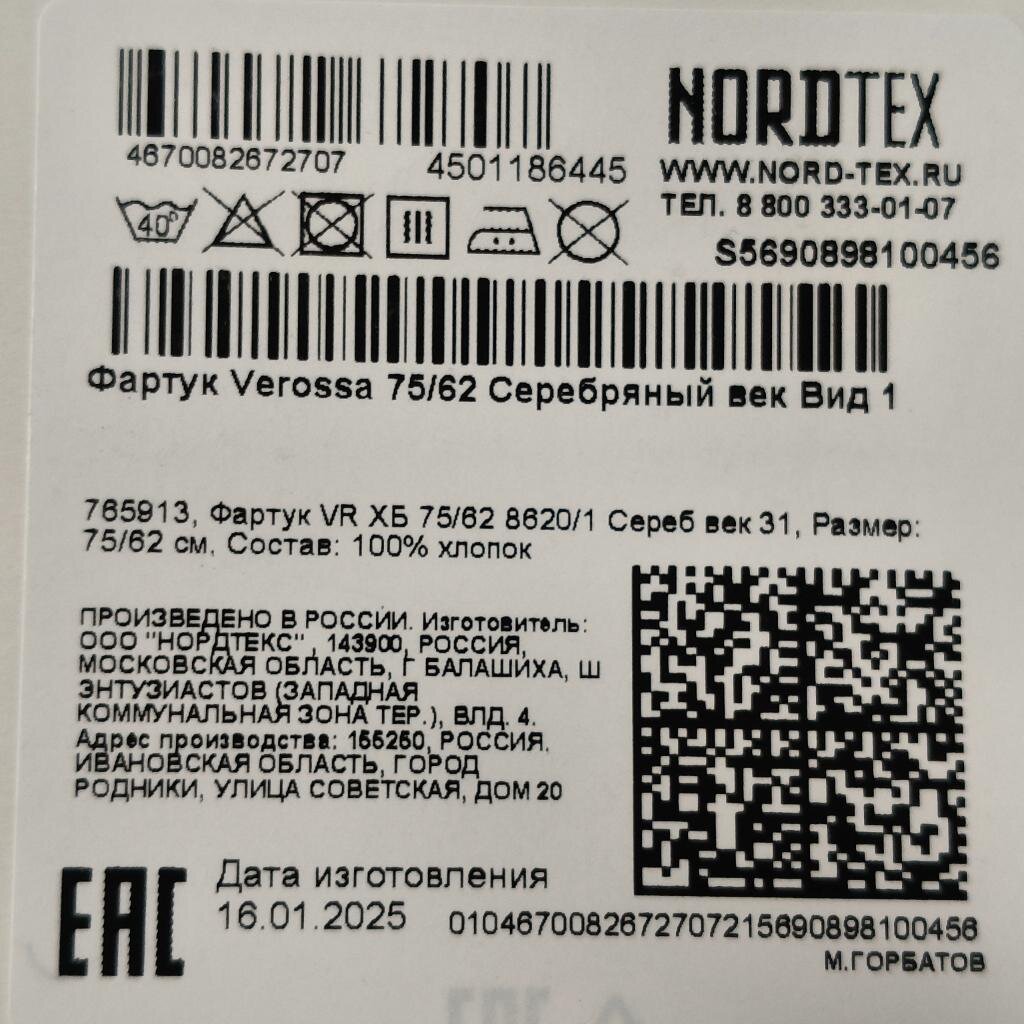 NORDTEX
4670082672707 4501186445 WWW.NORD-TEX.RU
ТЕЛ. 8 800 333-01-07
40°
S5690898100456
Фартук Verossa 75/62 Серебряный век Вид 1
765913, Фартук VR ХБ 75/62 8620/1 Сереб век 31, Размер:
75/62 см. Состав: 100% хлопок
ПРОИЗВЕДЕНО В РОССИИ. Изготовитель:
ООО "НОРДТЕКС", 143900, РОССИЯ,
МОСКОВСКАЯ ОБЛАСТЬ, Г БАЛАШИХА, Ш
ЭНТУЗИАСТОВ (ЗАПАДНАЯ
КОММУНАЛЬНАЯ ЗОНА ТЕР.), ВЛД. 4.
Адрес производства: 155250, РОССИЯ.
ИВАНОВСКАЯ ОБЛАСТЬ, ГОРОД
РОДНИКИ, УЛИЦА СОВЕТСКАЯ, ДОМ 20
EAC
Дата изготовления
16.01.2025
0104670082672707215690898100456
М.ГОРБАТОВ